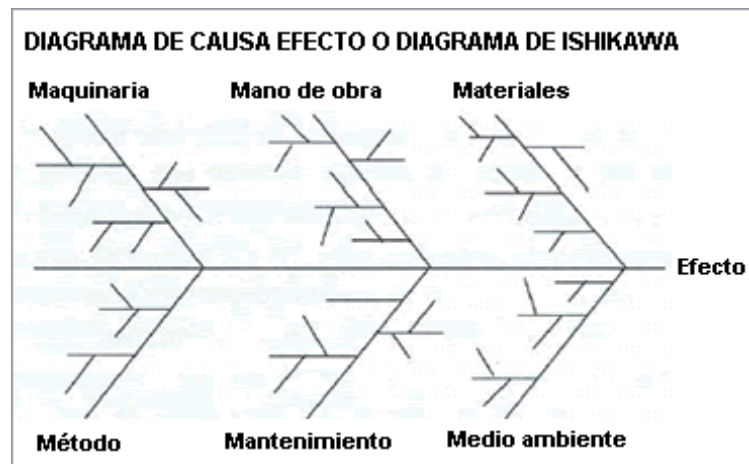 DIAGRAMA DE CAUSA EFECTO O DIAGRAMA DE ISHIKAWA
Maquinaria
Mano de obra
Materiales
Efecto
Método
Mantenimiento
Medio ambiente